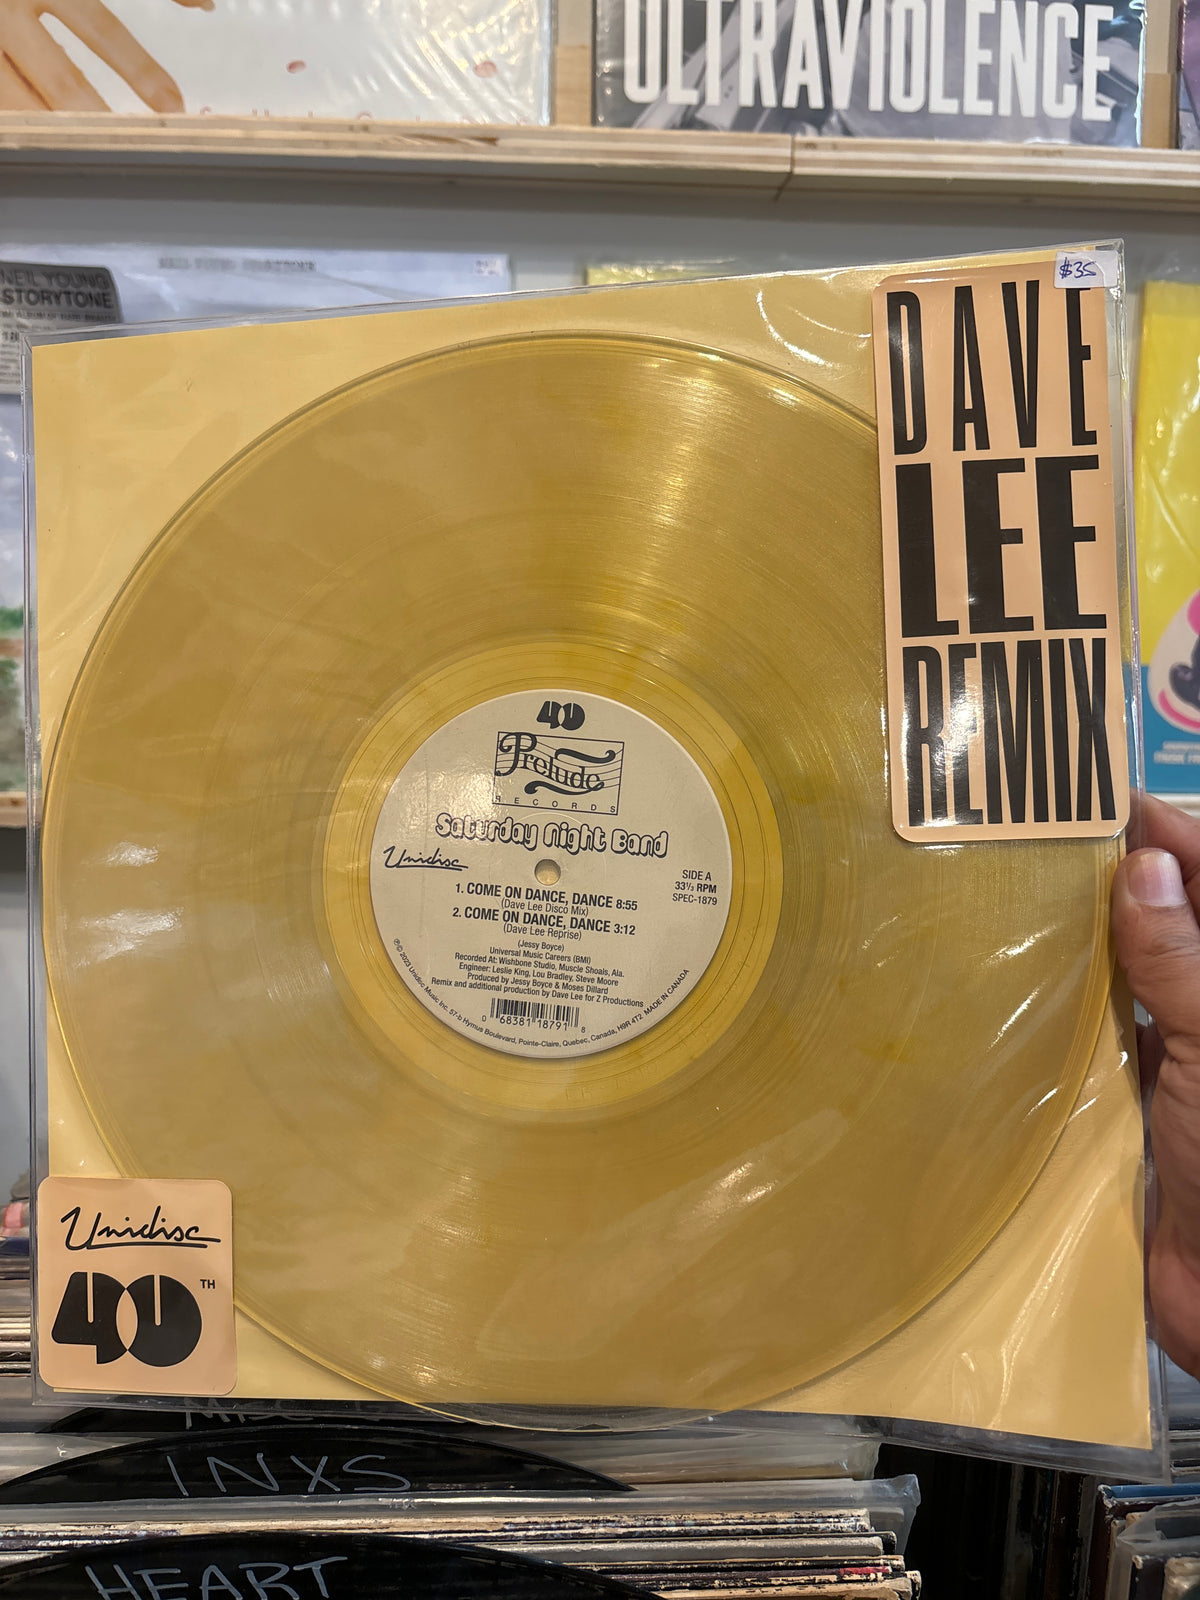 ULTRAVIOLENCE
NEIL YOUNG
STORYTONE
$35
DAVE
LEE
REMIX
40
Prelude
RECORDS
Saturday Night Band
Unidisc
SIDE A
33⅓ RPM
SPEC-1879
1. COME ON DANCE, DANCE 8:55
(Dave Lee Disco Mix)
2. COME ON DANCE, DANCE 3:12
(Dave Lee Reprise)
(Jessy Boyce)
Universal Music Careers (BMI)
Recorded At: Wishbone Studio, Muscle Shoals, Ala.
Engineer: Leslie King, Lou Bradley, Steve Moore
Produced by Jessy Boyce & Moses Dillard
Remix and additional production by Dave Lee for Z Productions
0 68381 18791 8
℗© 2023 Unidisc Music Inc. 57-b Hymus Boulevard, Pointe-Claire, Quebec, Canada, H9R 4T2 MADE IN CANADA
Unidisc
40TH
INXS
HEART